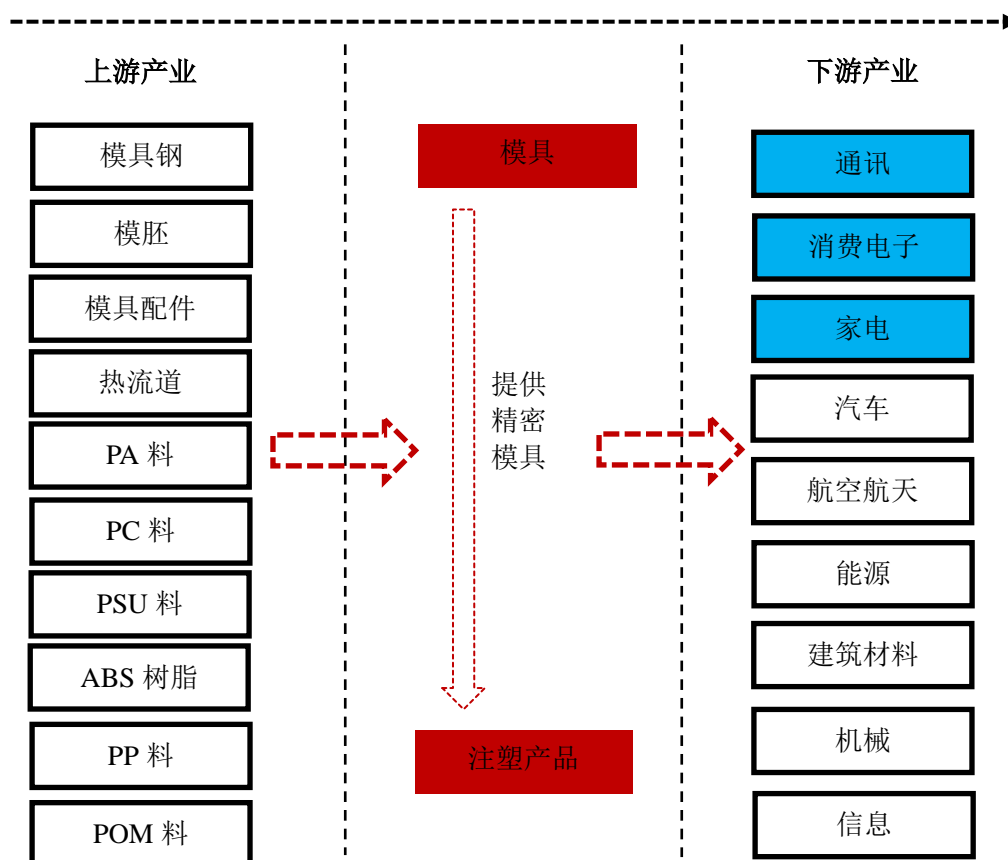 上游产业
模具钢
模胚
模具配件
热流道
PA 料
PC 料
PSU 料
ABS 树脂
PP 料
POM 料
模具
提供
精密
模具
注塑产品
下游产业
通讯
消费电子
家电
汽车
航空航天
能源
建筑材料
机械
信息